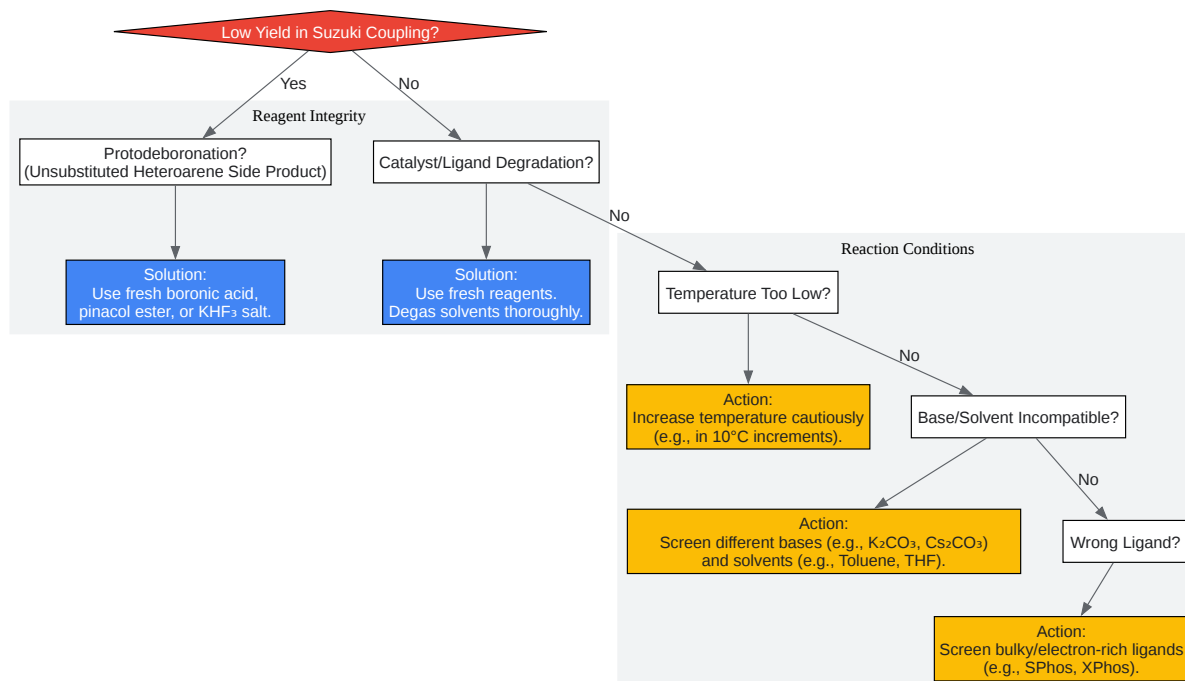 Low Yield in Suzuki Coupling?
Yes
No
Reagent Integrity
Protodeboronation?
(Unsubstituted Heteroarene Side Product)
Catalyst/Ligand Degradation?
No
Solution:
Use fresh boronic acid,
pinacol ester, or KHF₃ salt.
Solution:
Use fresh reagents.
Degas solvents thoroughly.
Reaction Conditions
Temperature Too Low?
No
Action:
Increase temperature cautiously
(e.g., in 10°C increments).
Base/Solvent Incompatible?
No
Action:
Screen different bases (e.g., K₂CO₃, Cs₂CO₃)
and solvents (e.g., Toluene, THF).
Wrong Ligand?
Action:
Screen bulky/electron-rich ligands
(e.g., SPhos, XPhos).